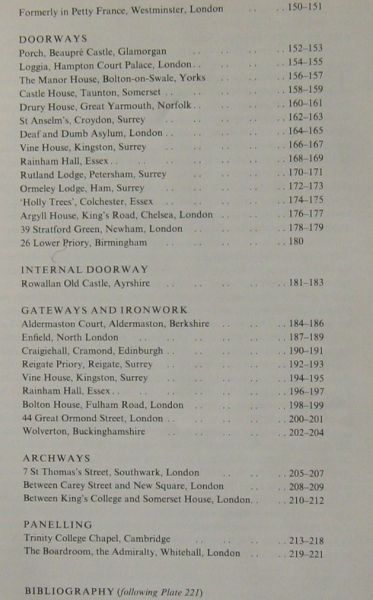 Formerly in Petty France, Westminster, London .. 150–151
DOORWAYS
Porch, Beaupré Castle, Glamorgan .. .. .. .. 152–153
Loggia, Hampton Court Palace, London .. .. .. .. 154–155
The Manor House, Bolton-on-Swale, Yorks .. .. .. 156–157
Castle House, Taunton, Somerset .. .. .. .. 158–159
Drury House, Great Yarmouth, Norfolk .. .. .. .. 160–161
St Anselm's, Croydon, Surrey .. .. .. .. 162–163
Deaf and Dumb Asylum, London .. .. .. .. 164–165
Vine House, Kingston, Surrey .. .. .. .. 166–167
Rainham Hall, Essex .. .. .. .. .. 168–169
Rutland Lodge, Petersham, Surrey .. .. .. .. 170–171
Ormeley Lodge, Ham, Surrey .. .. .. .. 172–173
'Holly Trees', Colchester, Essex .. .. .. .. 174–175
Argyll House, King's Road, Chelsea, London .. .. .. 176–177
39 Stratford Green, Newham, London .. .. .. .. 178–179
26 Lower Priory, Birmingham .. .. .. .. 180
INTERNAL DOORWAY
Rowallan Old Castle, Ayrshire .. .. .. .. 181–183
GATEWAYS AND IRONWORK
Aldermaston Court, Aldermaston, Berkshire .. .. .. 184–186
Enfield, North London .. .. .. .. .. 187–189
Craigiehall, Cramond, Edinburgh .. .. .. .. 190–191
Reigate Priory, Reigate, Surrey .. .. .. .. 192–193
Vine House, Kingston, Surrey .. .. .. .. 194–195
Rainham Hall, Essex .. .. .. .. .. 196–197
Bolton House, Fulham Road, London .. .. .. .. 198–199
44 Great Ormond Street, London .. .. .. .. 200–201
Wolverton, Buckinghamshire .. .. .. .. 202–204
ARCHWAYS
7 St Thomas's Street, Southwark, London .. .. .. 205–207
Between Carey Street and New Square, London .. .. .. 208–209
Between King's College and Somerset House, London .. .. .. 210–212
PANELLING
Trinity College Chapel, Cambridge .. .. .. .. 213–218
The Boardroom, the Admiralty, Whitehall, London .. .. 219–221
BIBLIOGRAPHY (following Plate 221)